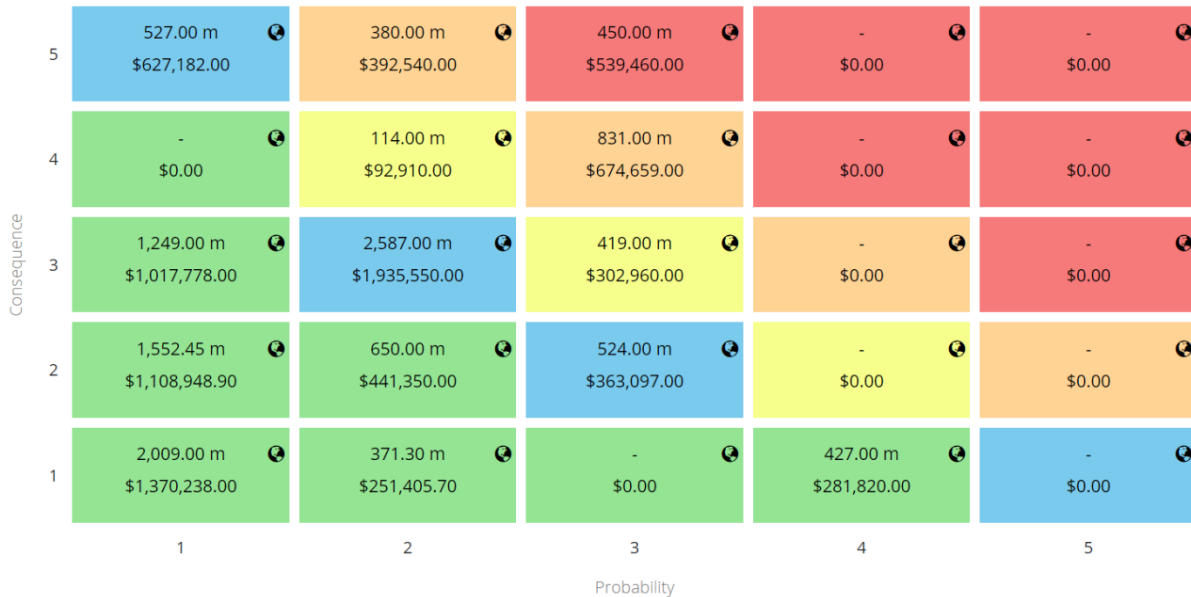 527.00 m
$627,182.00
380.00 m
$392,540.00
450.00 m
$539,460.00
-
$0.00
-
$0.00
5
-
$0.00
114.00 m
$92,910.00
831.00 m
$674,659.00
-
$0.00
-
$0.00
4
1,249.00 m
$1,017,778.00
2,587.00 m
$1,935,550.00
419.00 m
$302,960.00
-
$0.00
-
$0.00
3
1,552.45 m
$1,108,948.90
650.00 m
$441,350.00
524.00 m
$363,097.00
-
$0.00
-
$0.00
2
2,009.00 m
$1,370,238.00
371.30 m
$251,405.70
-
$0.00
427.00 m
$281,820.00
-
$0.00
1
1
2
3
4
5
Consequence
Probability